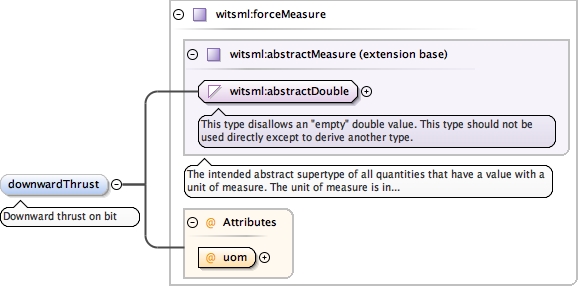 witsml:forceMeasure
witsml:abstractMeasure (extension base)
witsml:abstractDouble
This type disallows an "empty" double value. This type should not be
used directly except to derive another type.
The intended abstract supertype of all quantities that have a value with a
unit of measure. The unit of measure is in...
downwardThrust
Downward thrust on bit
@ Attributes
@ uom